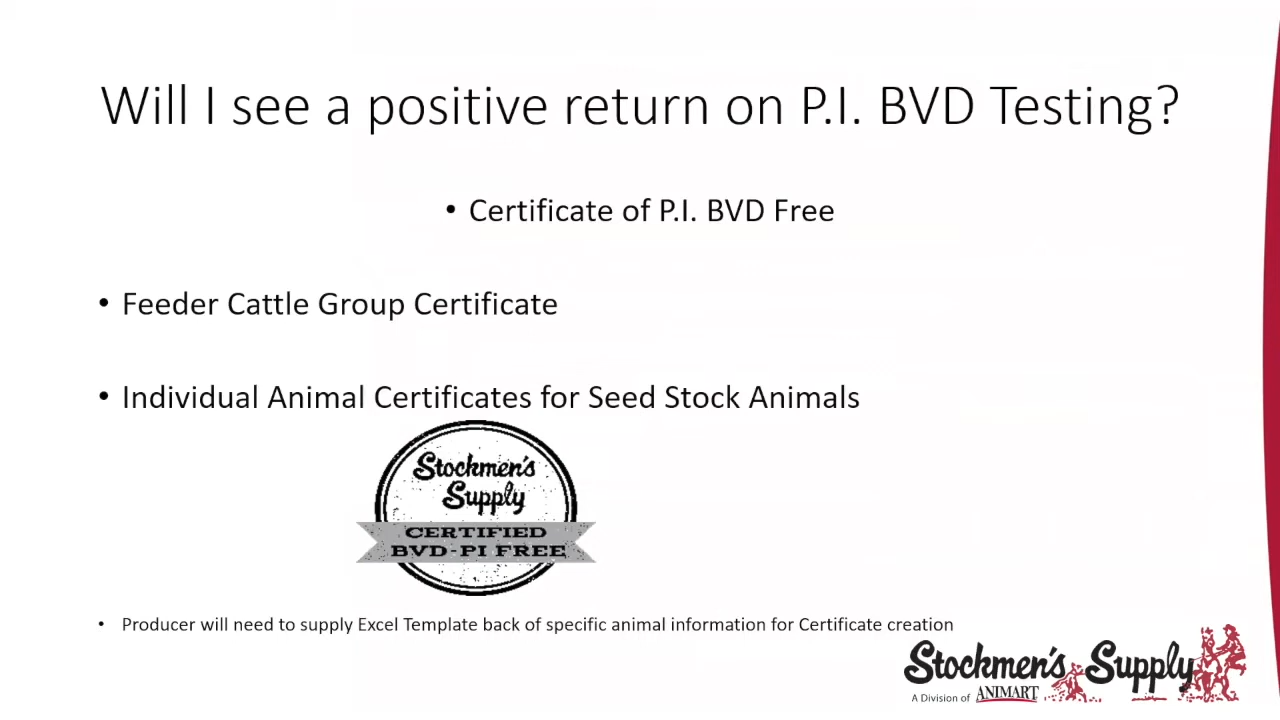 Will I see a positive return on P.I. BVD Testing?
• Certificate of P.I. BVD Free
• Feeder Cattle Group Certificate
• Individual Animal Certificates for Seed Stock Animals
Stockmen's
Supply
CERTIFIED
BVD-PI FREE
• Producer will need to supply Excel Template back of specific animal information for Certificate creation
Stockmen's Supply
A Division of ANIMART